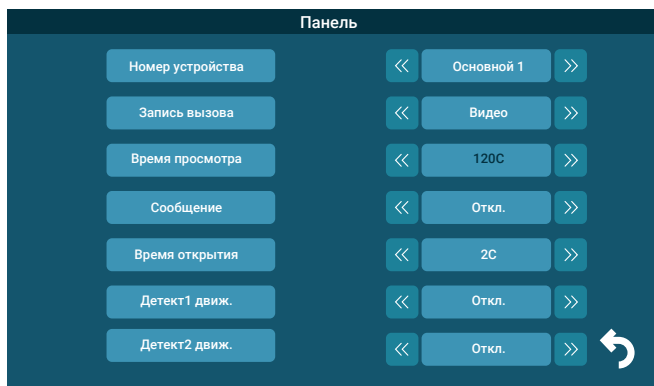 Панель
Номер устройства Основной 1
Запись вызова Видео
Время просмотра 120С
Сообщение Откл.
Время открытия 2С
Детект1 движ. Откл.
Детект2 движ. Откл.